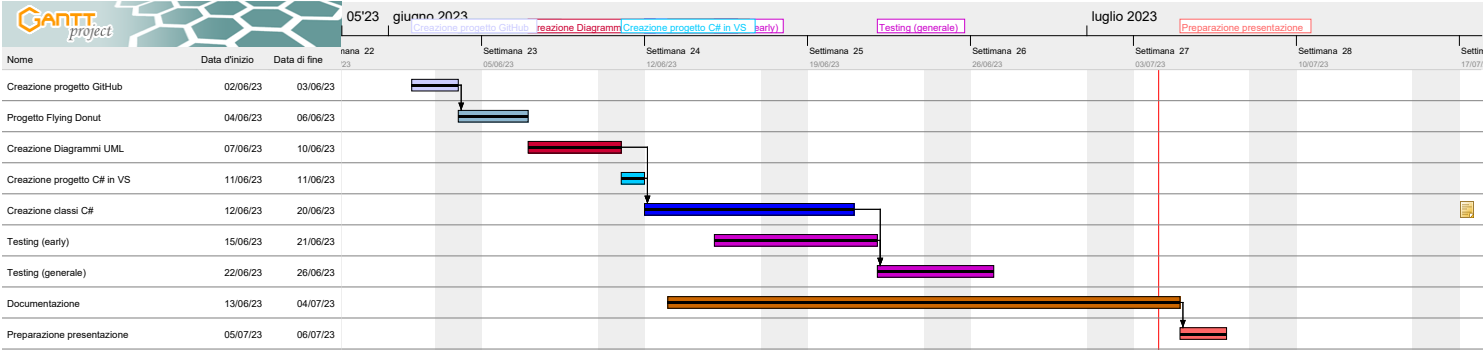 GANTT
project
05'23
giugno 2023
luglio 2023
Creazione progetto GitHub
reazione Diagramm
Creazione progetto C# in VS
early)
Testing (generale)
Preparazione presentazione
mana 22
Settimana 23
Settimana 24
Settimana 25
Settimana 26
Settimana 27
Settimana 28
Settim
/23
05/06/23
12/06/23
19/06/23
26/06/23
03/07/23
10/07/23
17/07/
Nome Data d'inizio Data di fine
Creazione progetto GitHub 02/06/23 03/06/23
Progetto Flying Donut 04/06/23 06/06/23
Creazione Diagrammi UML 07/06/23 10/06/23
Creazione progetto C# in VS 11/06/23 11/06/23
Creazione classi C# 12/06/23 20/06/23
Testing (early) 15/06/23 21/06/23
Testing (generale) 22/06/23 26/06/23
Documentazione 13/06/23 04/07/23
Preparazione presentazione 05/07/23 06/07/23